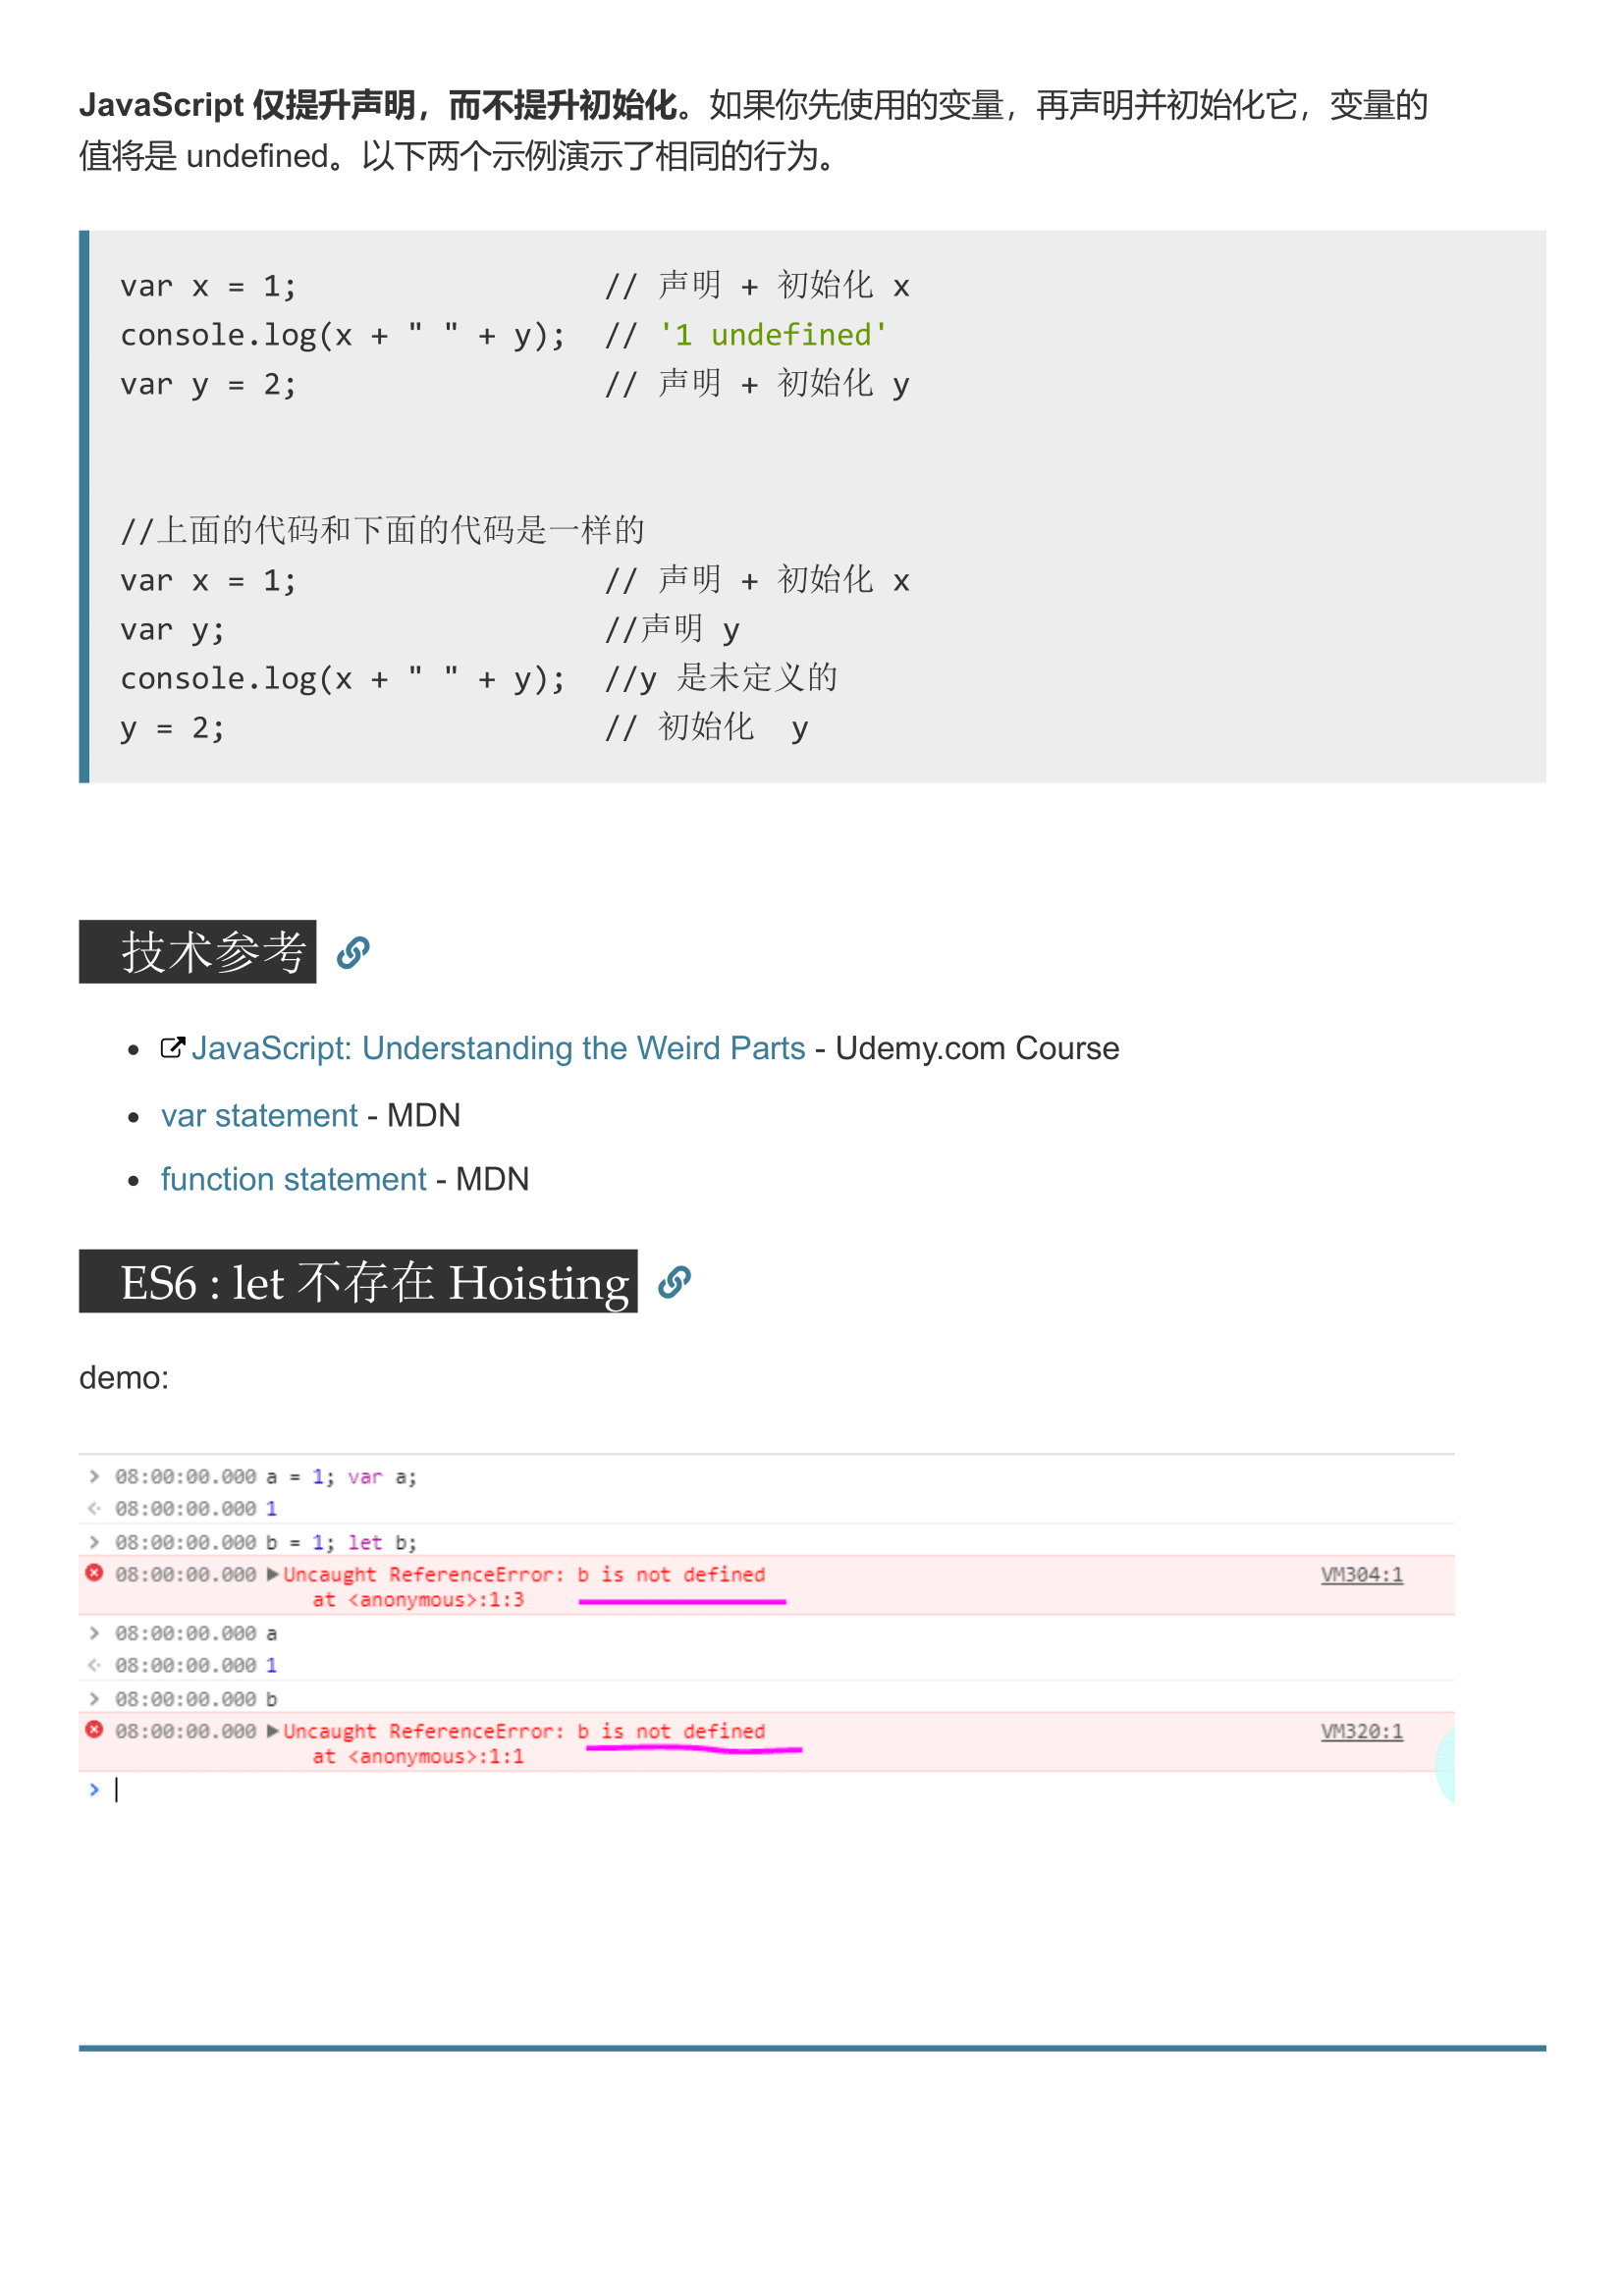 JavaScript 仅提升声明，而不提升初始化。如果你先使用的变量，再声明并初始化它，变量的
值将是 undefined。以下两个示例演示了相同的行为。
var x = 1;                 // 声明 + 初始化 x
console.log(x + " " + y);  // '1 undefined'
var y = 2;                 // 声明 + 初始化 y
//上面的代码和下面的代码是一样的
var x = 1;                 // 声明 + 初始化 x
var y;                     //声明 y
console.log(x + " " + y);  //y 是未定义的
y = 2;                     // 初始化  y
技术参考
JavaScript: Understanding the Weird Parts - Udemy.com Course
var statement - MDN
function statement - MDN
ES6 : let 不存在 Hoisting
demo:
> 08:00:00.000 a = 1; var a;
08:00:00.000 1
> 08:00:00.000 b = 1; let b;
08:00:00.000 ▶Uncaught ReferenceError: b is not defined VM304:1
at <anonymous>:1:3
> 08:00:00.000 a
08:00:00.000 1
> 08:00:00.000 b
08:00:00.000 ▶Uncaught ReferenceError: b is not defined VM320:1
at <anonymous>:1:1
>